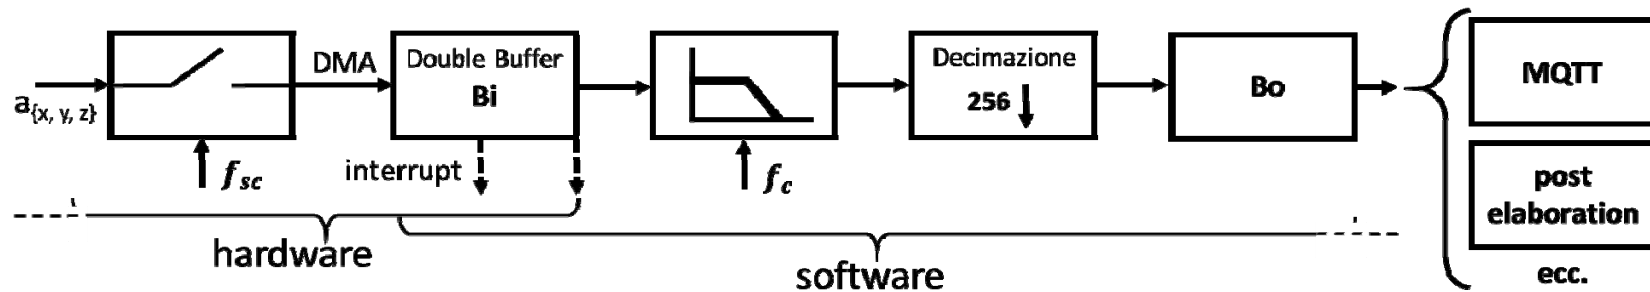 a{x, y, z}
DMA
Double Buffer
Bi
Decimazione
256
Bo
MQTT
interrupt
fsc
fc
post
elaboration
hardware
software
ecc.